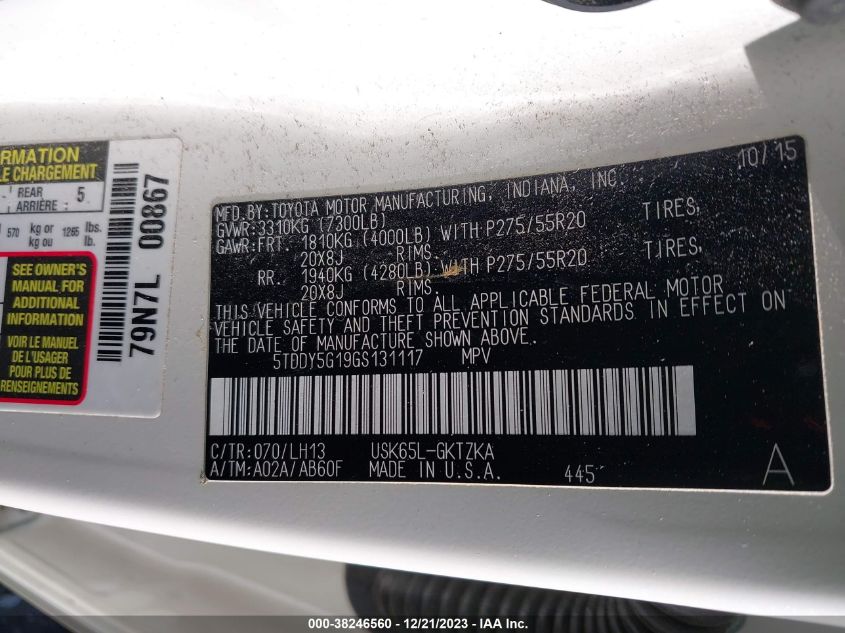 RMATION
LE CHARGEMENT
REAR
ARRIÈRE : 5
570 kg or kg ou 1265 lbs. lb.
SEE OWNER'S
MANUAL FOR
ADDITIONAL
INFORMATION
VOIR LE MANUEL
DE L'USAGER
POUR PLUS DE
RENSEIGNEMENTS
79N7L 00867
10/15
MFD.BY:TOYOTA MOTOR MANUFACTURING, INDIANA, INC.
GVWR:3310KG (7300LB)
GAWR:FRT. 1810KG (4000LB) WITH P275/55R20 TIRES,
20X8J RIMS.
RR. 1940KG (4280LB) WITH P275/55R20 TIRES,
20X8J RIMS.
THIS VEHICLE CONFORMS TO ALL APPLICABLE FEDERAL MOTOR
VEHICLE SAFETY AND THEFT PREVENTION STANDARDS IN EFFECT ON
THE DATE OF MANUFACTURE SHOWN ABOVE.
5TDDY5G19GS131117 MPV
C/TR:070/LH13 USK65L-GKTZKA
A/TM:A02A/AB60F MADE IN U.S.A. 445 A
000-38246560 - 12/21/2023 - IAAI.COM